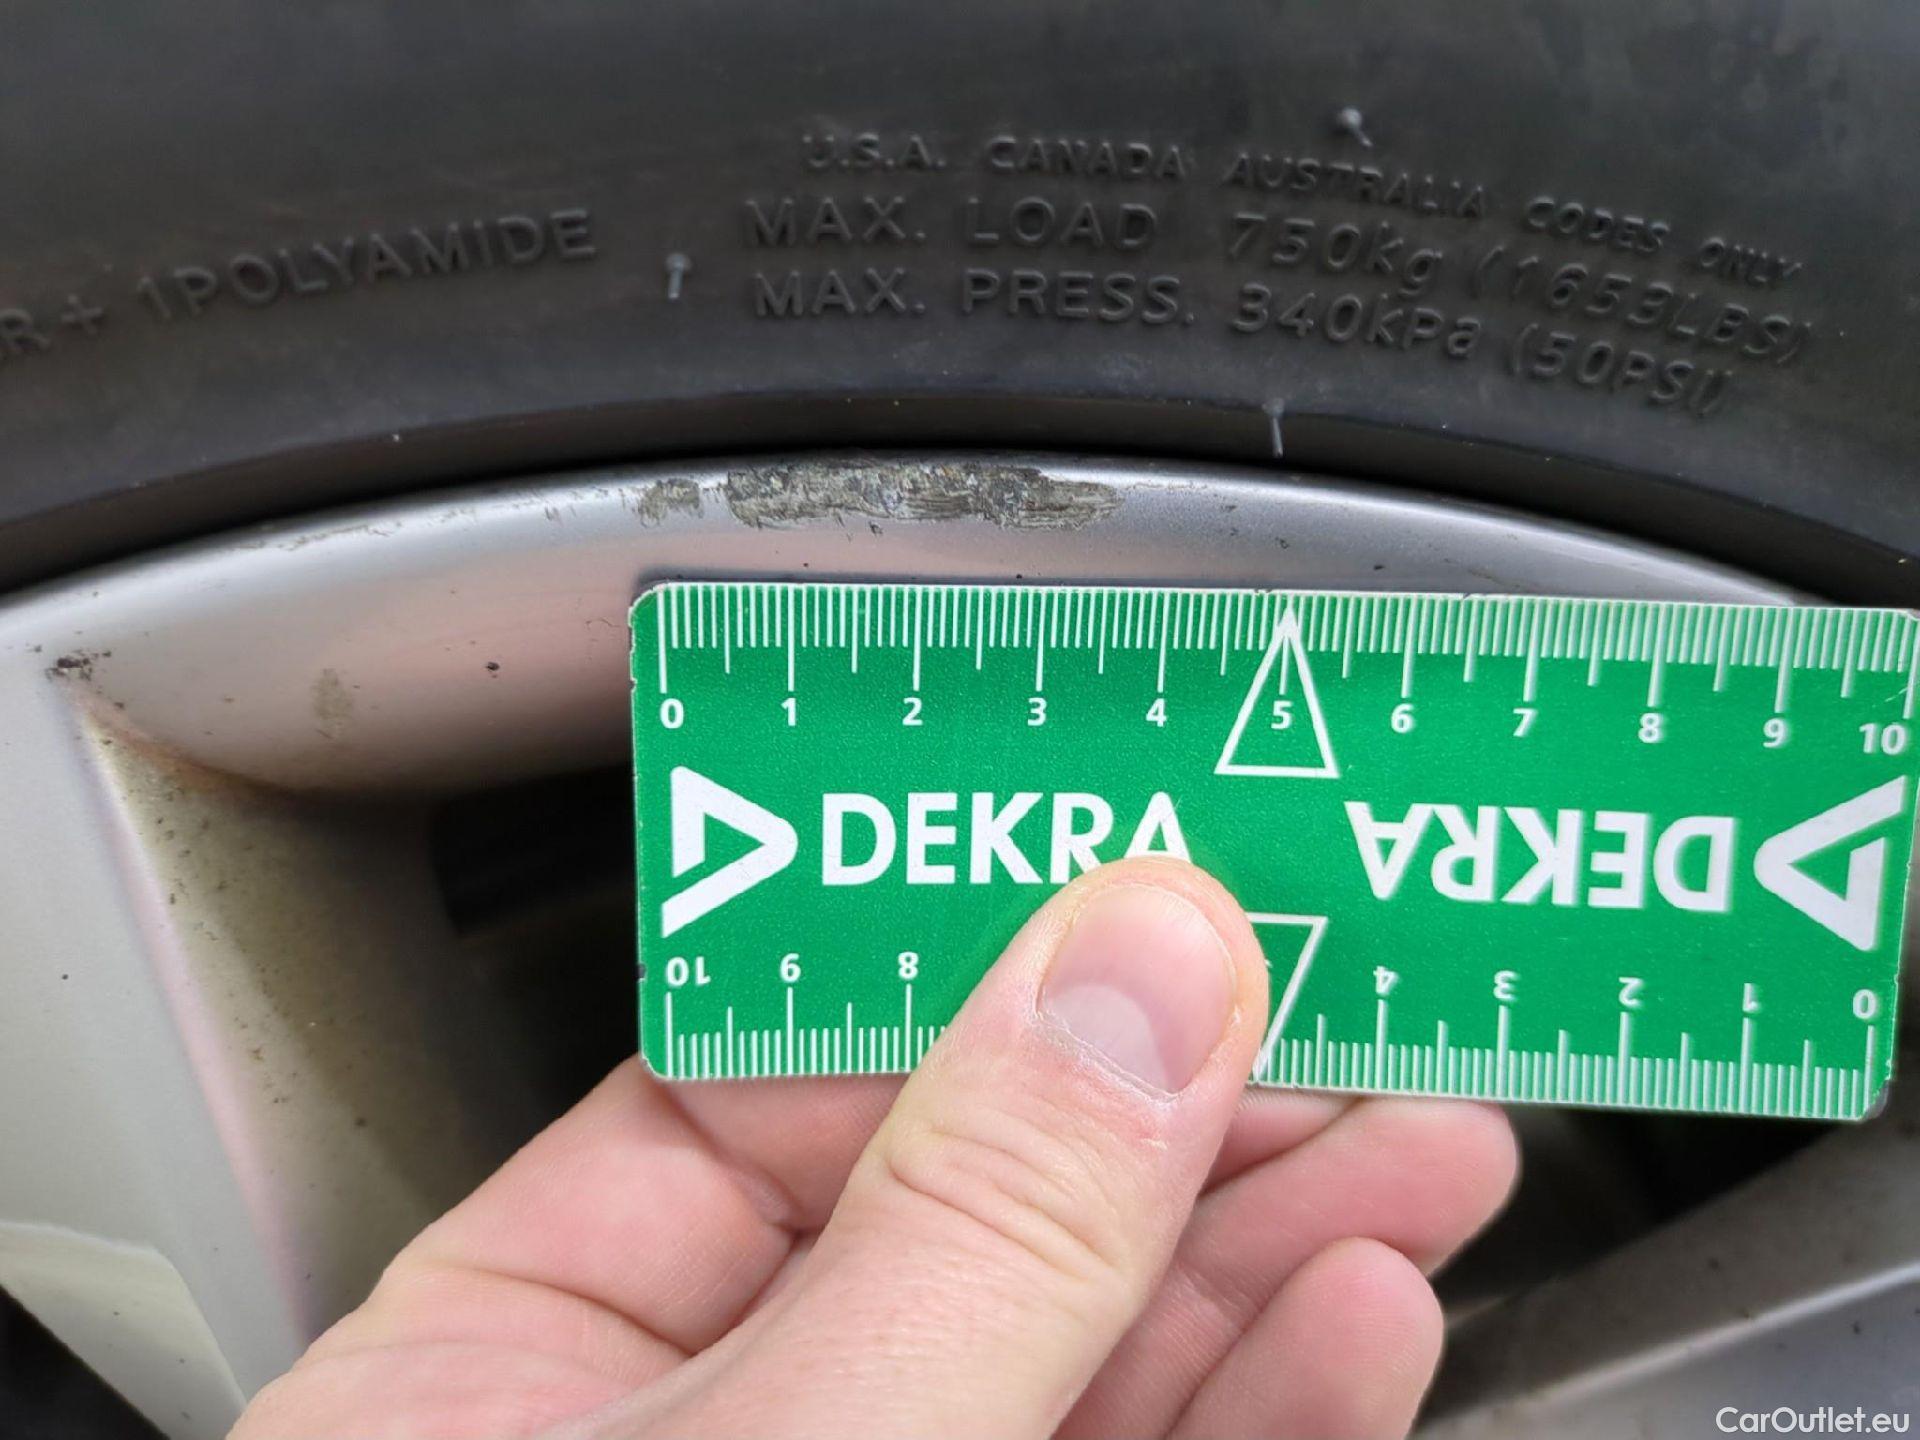 U.S.A. CANADA AUSTRALIA CODES ONLY
R + 1POLYAMIDE
MAX. LOAD 750kg (1653LBS)
MAX. PRESS. 340kPa (50PSI)
0 1 2 3 4 5 6 7 8 9 10
DEKRA DEKRA
10 9 8 4 3 2 1 0
CarOutlet.eu